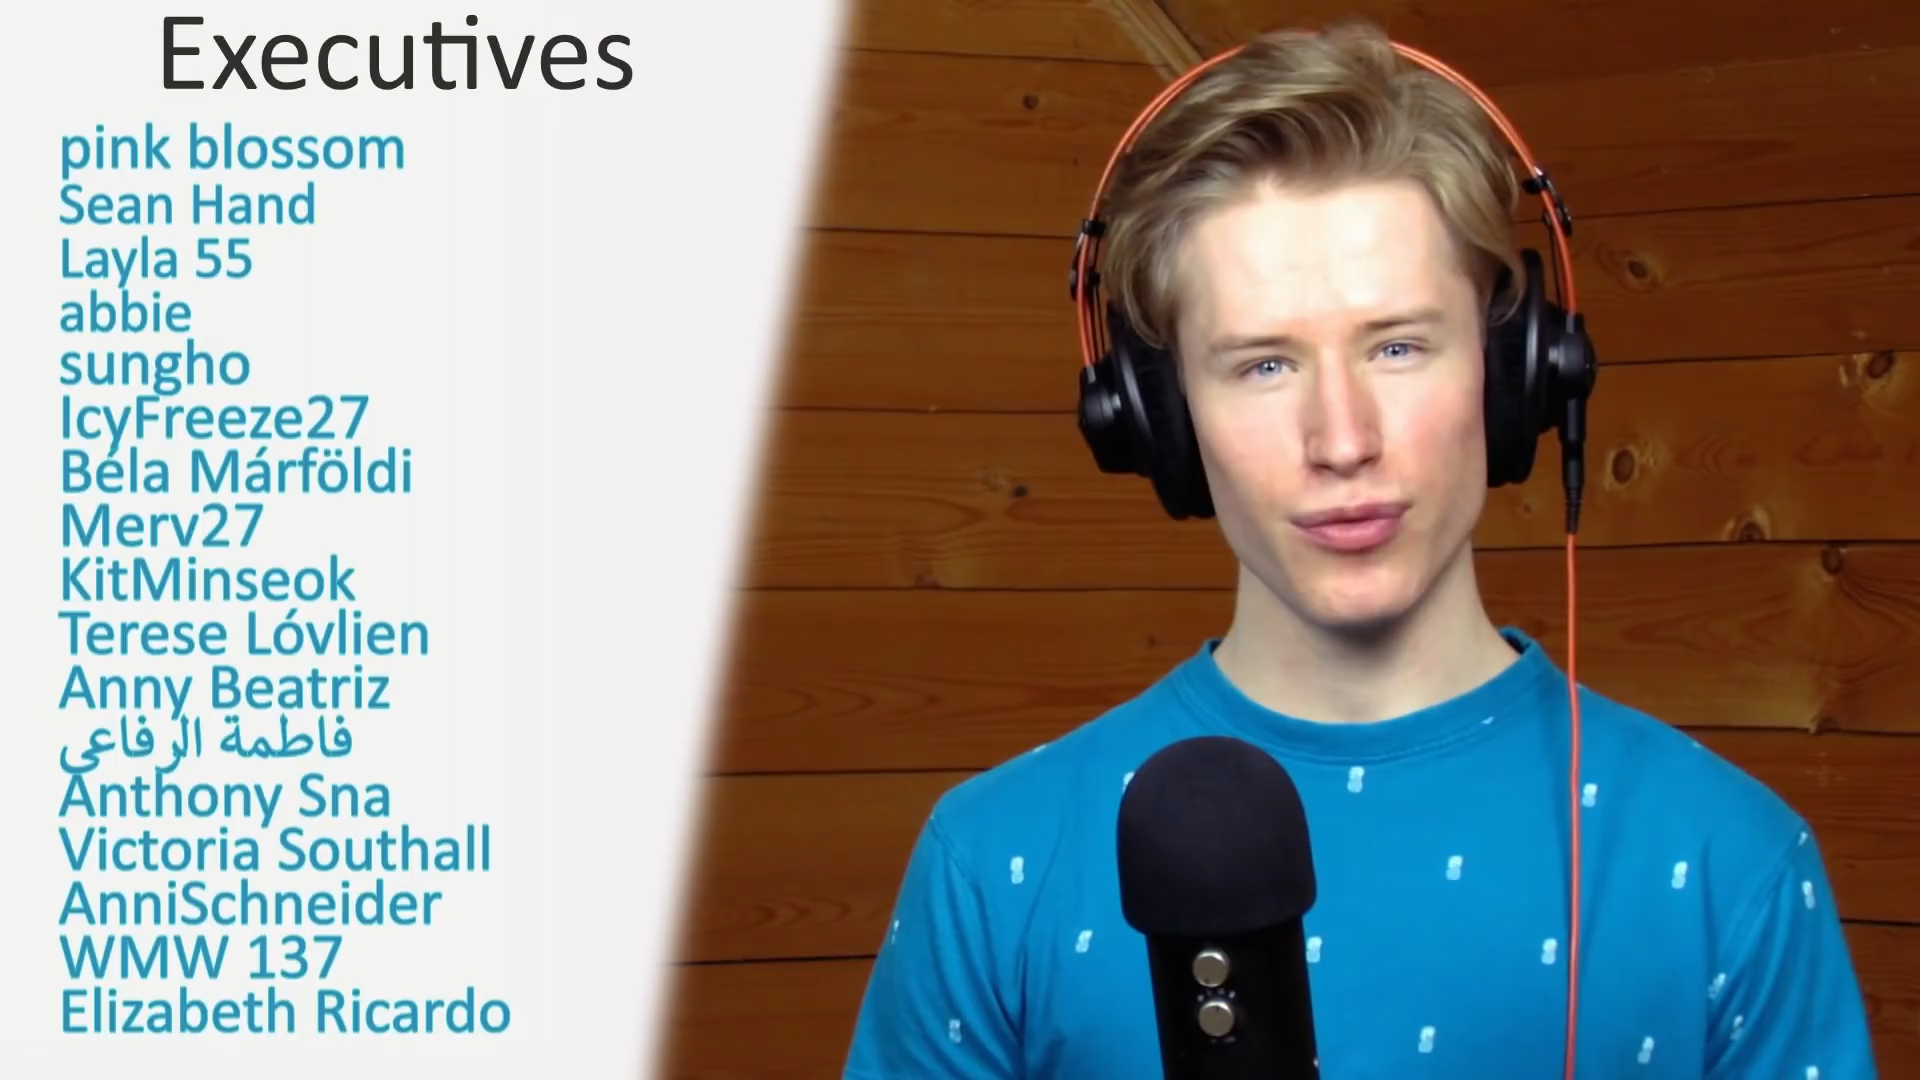 Executives
pink blossom
Sean Hand
Layla 55
abbie
sungho
IcyFreeze27
Béla Márföldi
Merv27
KitMinseok
Terese Lóvlien
Anny Beatriz
فاطمة الرفاعي
Anthony Sna
Victoria Southall
AnniSchneider
WMW 137
Elizabeth Ricardo